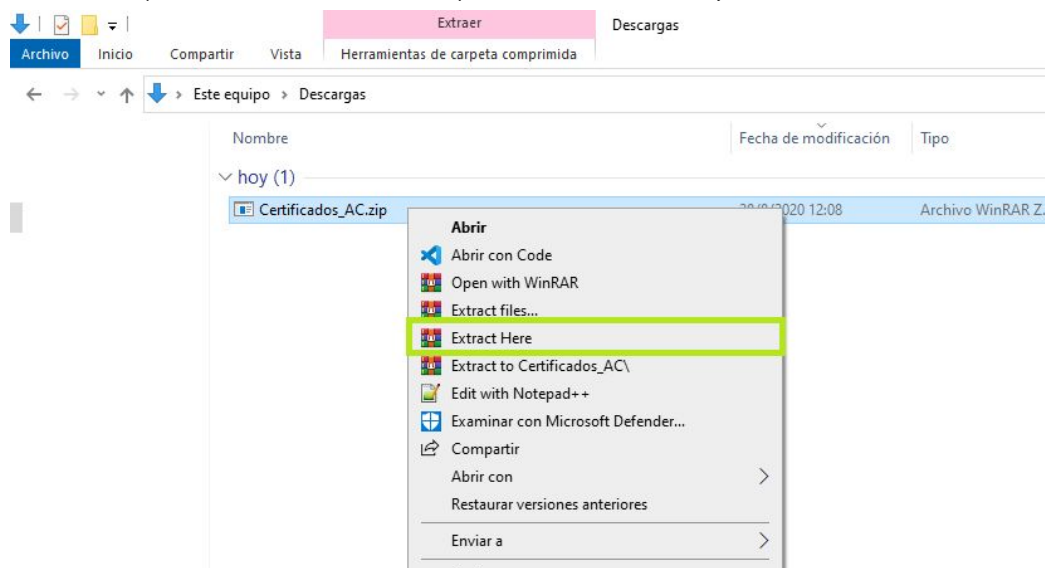 Extraer
Descargas
Archivo
Inicio
Compartir
Vista
Herramientas de carpeta comprimida
Este equipo > Descargas
Nombre
Fecha de modificación
Tipo
hoy (1)
Certificados_AC.zip
2020 12:08
Archivo WinRAR Z.
Abrir
Abrir con Code
Open with WinRAR
Extract files...
Extract Here
Extract to Certificados_AC\
Edit with Notepad++
Examinar con Microsoft Defender...
Compartir
Abrir con
Restaurar versiones anteriores
Enviar a